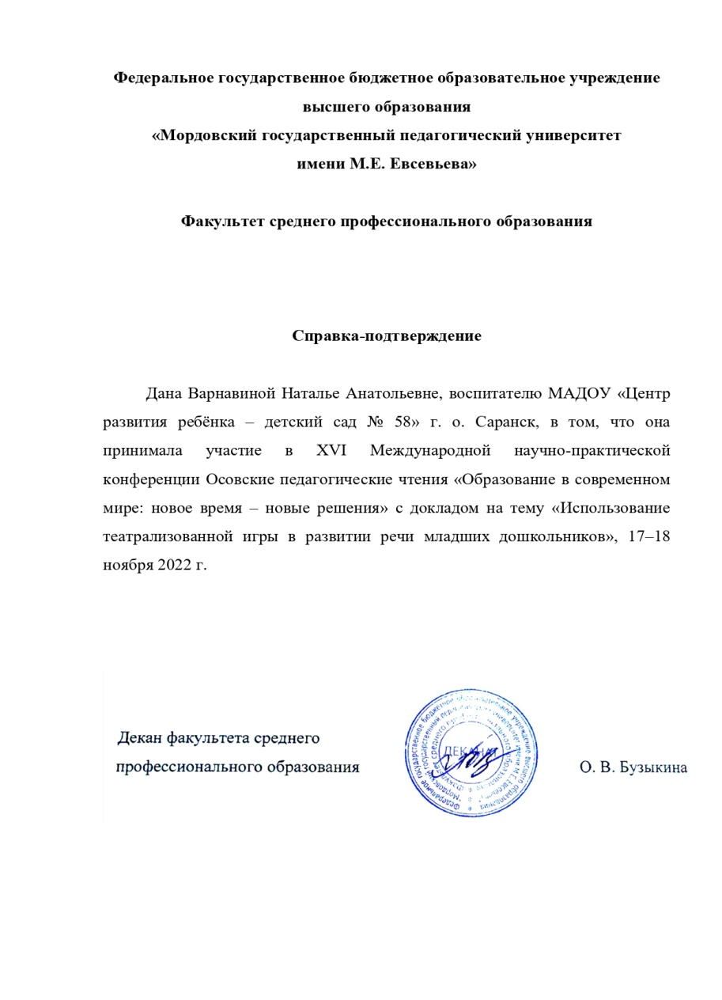 Федеральное государственное бюджетное образовательное учреждение
высшего образования
«Мордовский государственный педагогический университет
имени М.Е. Евсевьева»
Факультет среднего профессионального образования
Справка-подтверждение
Дана Варнавиной Наталье Анатольевне, воспитателю МАДОУ «Центр
развития ребёнка – детский сад № 58» г. о. Саранск, в том, что она
принимала участие в XVI Международной научно-практической
конференции Осовские педагогические чтения «Образование в современном
мире: новое время – новые решения» с докладом на тему «Использование
театрализованной игры в развитии речи младших дошкольников», 17–18
ноября 2022 г.
Декан факультета среднего
профессионального образования
О. В. Бузыкина